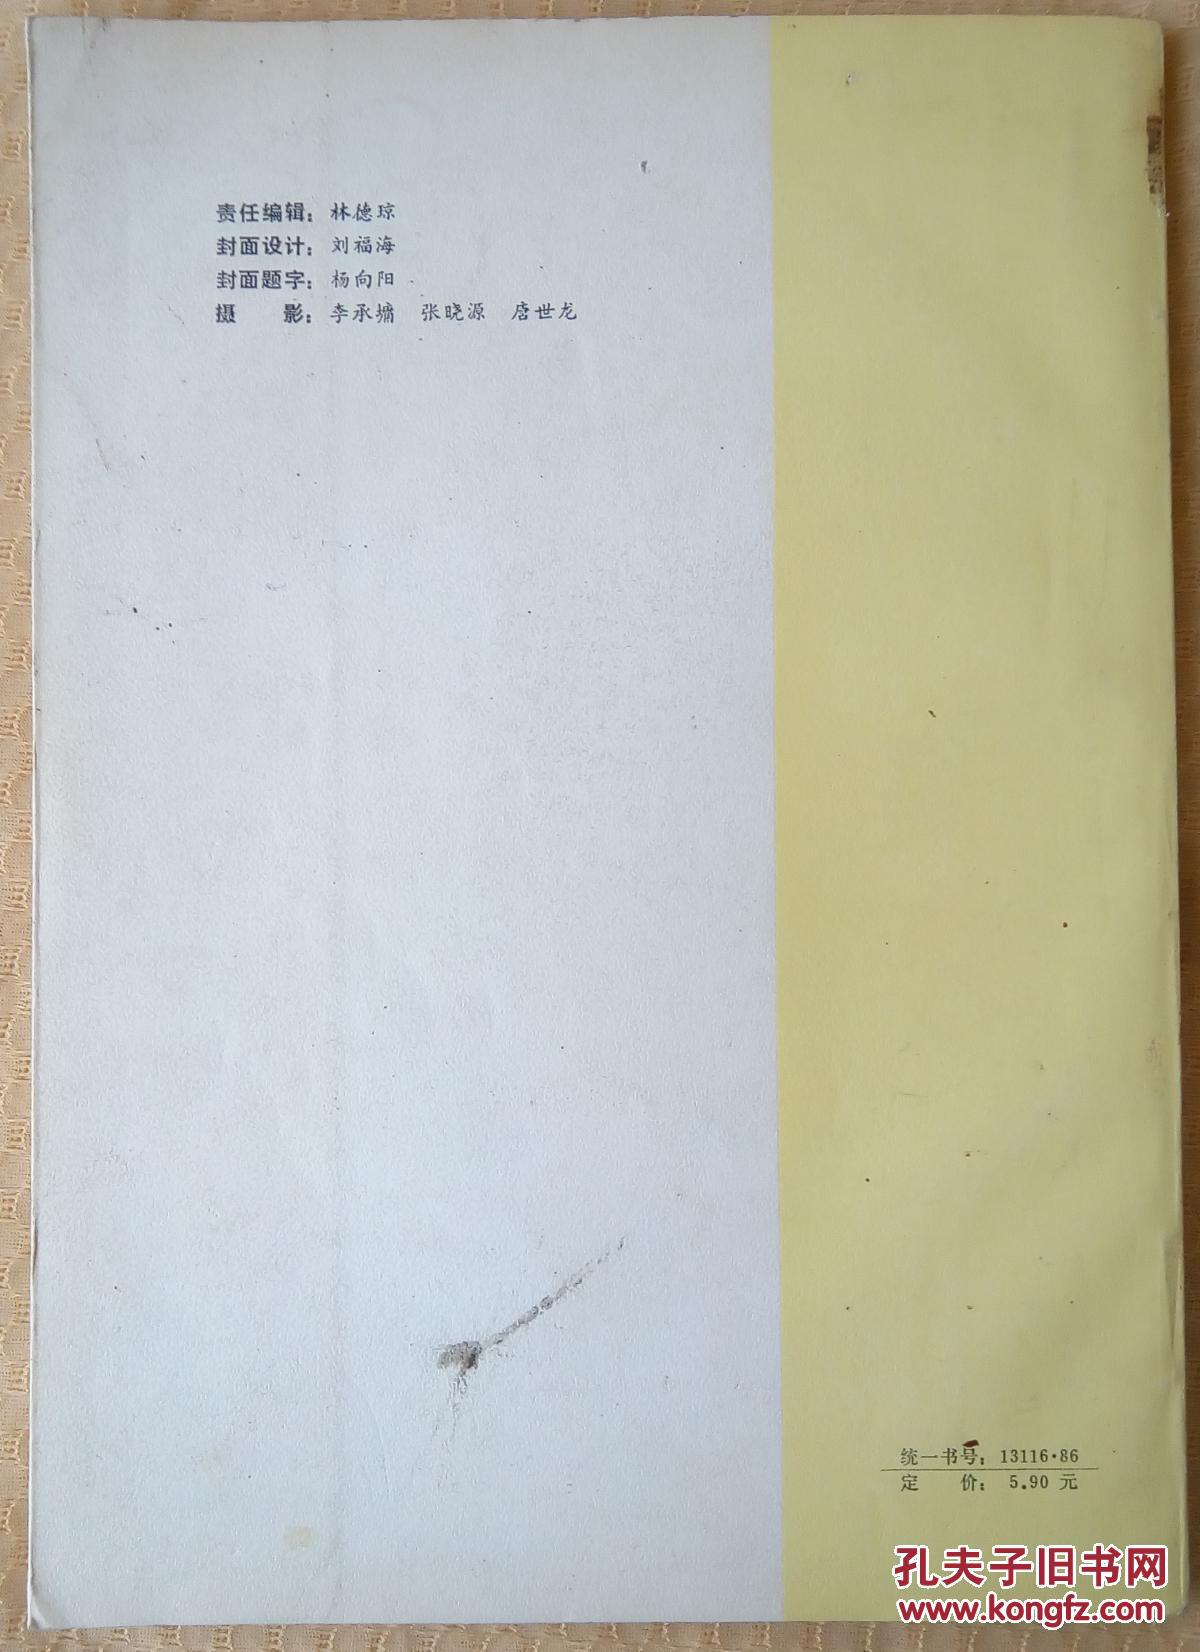 责任编辑：林德琼
封面设计：刘福海
封面题字：杨向阳
摄　　影：李承墉　张晓源　唐世龙
统一书号：13116·86
定　　价：5.90 元
孔夫子旧书网
www.kongfz.com